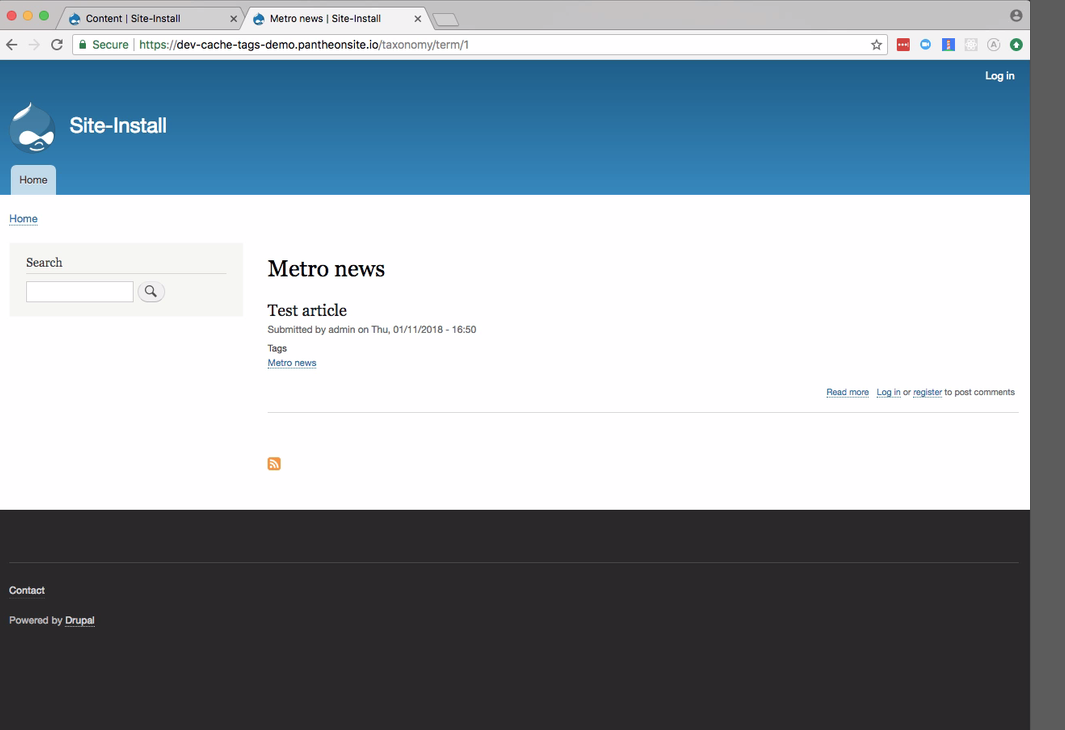 Content | Site-Install
Metro news | Site-Install
Secure | https://dev-cache-tags-demo.pantheonsite.io/taxonomy/term/1
Log in
Site-Install
Home
Home
Search
Metro news
Test article
Submitted by admin on Thu, 01/11/2018 - 16:50
Tags
Metro news
Read more Log in or register to post comments
Contact
Powered by Drupal